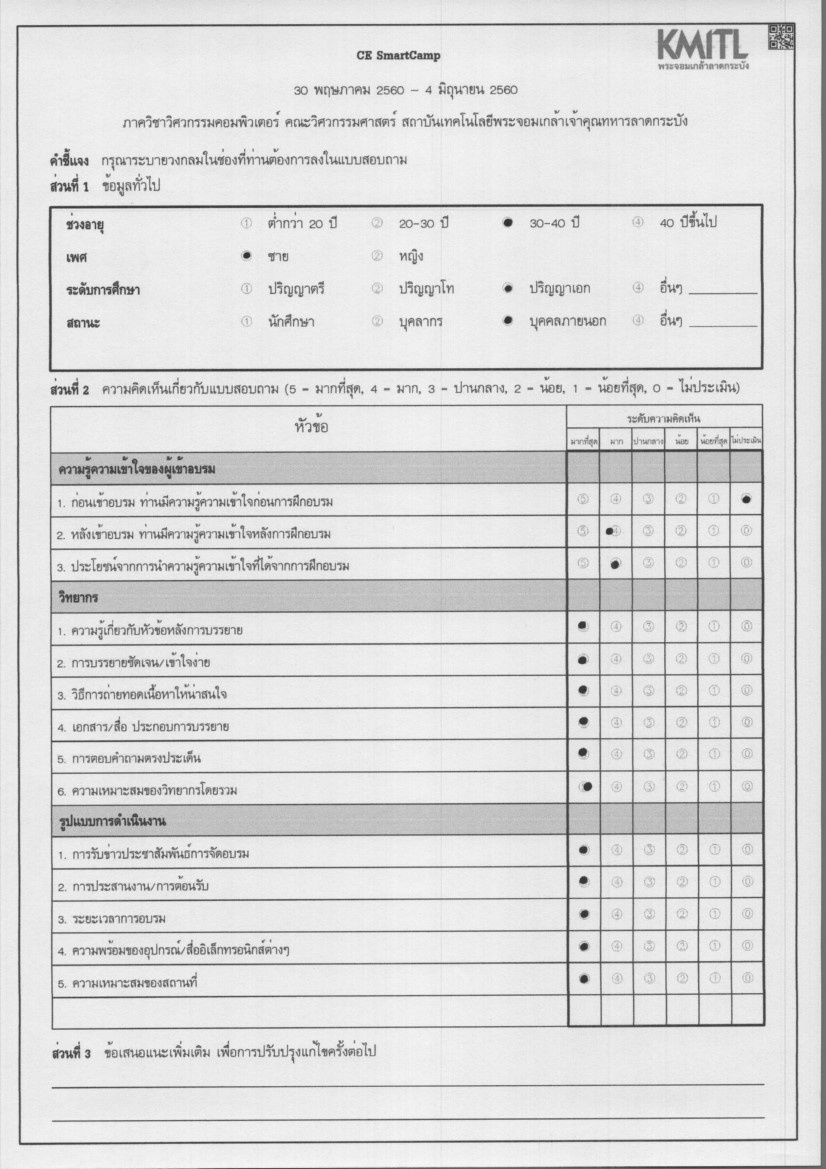 KMITL
พระจอมเกล้าลาดกระบัง
CE SmartCamp
30 พฤษภาคม 2560 - 4 มิถุนายน 2560
ภาควิชาวิศวกรรมคอมพิวเตอร์ คณะวิศวกรรมศาสตร์ สถาบันเทคโนโลยีพระจอมเกล้าเจ้าคุณทหารลาดกระบัง
คำชี้แจง กรุณาระบายวงกลมในช่องที่ท่านต้องการลงในแบบสอบถาม
ส่วนที่ 1 ข้อมูลทั่วไป
ช่วงอายุ ① ต่ำกว่า 20 ปี ② 20-30 ปี ● 30-40 ปี ④ 40 ปีขึ้นไป
เพศ ● ชาย ② หญิง
ระดับการศึกษา ① ปริญญาตรี ② ปริญญาโท ● ปริญญาเอก ④ อื่นๆ
สถานะ ① นักศึกษา ② บุคลากร ● บุคคลภายนอก ④ อื่นๆ
ส่วนที่ 2 ความคิดเห็นเกี่ยวกับแบบสอบถาม (5 = มากที่สุด, 4 = มาก, 3 = ปานกลาง, 2 = น้อย, 1 = น้อยที่สุด, 0 = ไม่ประเมิน)
หัวข้อ ระดับความคิดเห็น
มากที่สุด มาก ปานกลาง น้อย น้อยที่สุด ไม่ประเมิน
ความรู้ความเข้าใจของผู้เข้าอบรม
1. ก่อนเข้าอบรม ท่านมีความรู้ความเข้าใจก่อนการฝึกอบรม ⑤ ④ ③ ② ① ●
2. หลังเข้าอบรม ท่านมีความรู้ความเข้าใจหลังการฝึกอบรม ⑤ ●④ ③ ② ① ⓪
3. ประโยชน์จากการนำความรู้ความเข้าใจที่ได้จากการฝึกอบรม ⑤ ● ③ ② ① ⓪
วิทยากร
1. ความรู้เกี่ยวกับหัวข้อหลังการบรรยาย ● ④ ③ ② ① ⓪
2. การบรรยายชัดเจน/เข้าใจง่าย ● ④ ③ ② ① ⓪
3. วิธีการถ่ายทอดเนื้อหาให้น่าสนใจ ● ④ ③ ② ① ⓪
4. เอกสาร/สื่อ ประกอบการบรรยาย ● ④ ③ ② ① ⓪
5. การตอบคำถามตรงประเด็น ● ④ ③ ② ① ⓪
6. ความเหมาะสมของวิทยากรโดยรวม ● ④ ③ ② ① ⓪
รูปแบบการดำเนินงาน
1. การรับข่าวประชาสัมพันธ์การจัดอบรม ● ④ ③ ② ① ⓪
2. การประสานงาน/การต้อนรับ ● ④ ③ ② ① ⓪
3. ระยะเวลาการอบรม ● ④ ③ ② ① ⓪
4. ความพร้อมของอุปกรณ์/สื่ออิเล็กทรอนิกส์ต่างๆ ● ④ ③ ② ① ⓪
5. ความเหมาะสมของสถานที่ ● ④ ③ ② ① ⓪
ส่วนที่ 3 ข้อเสนอแนะเพิ่มเติม เพื่อการปรับปรุงแก้ไขครั้งต่อไป